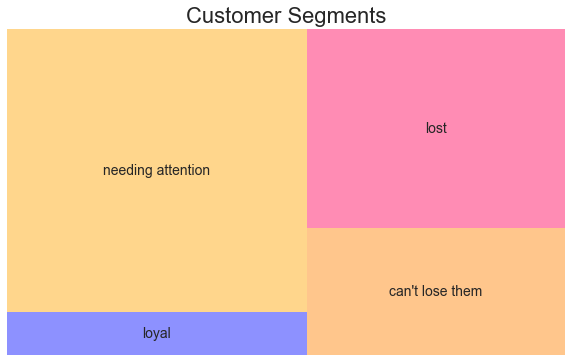 Customer Segments
needing attention
lost
can't lose them
loyal